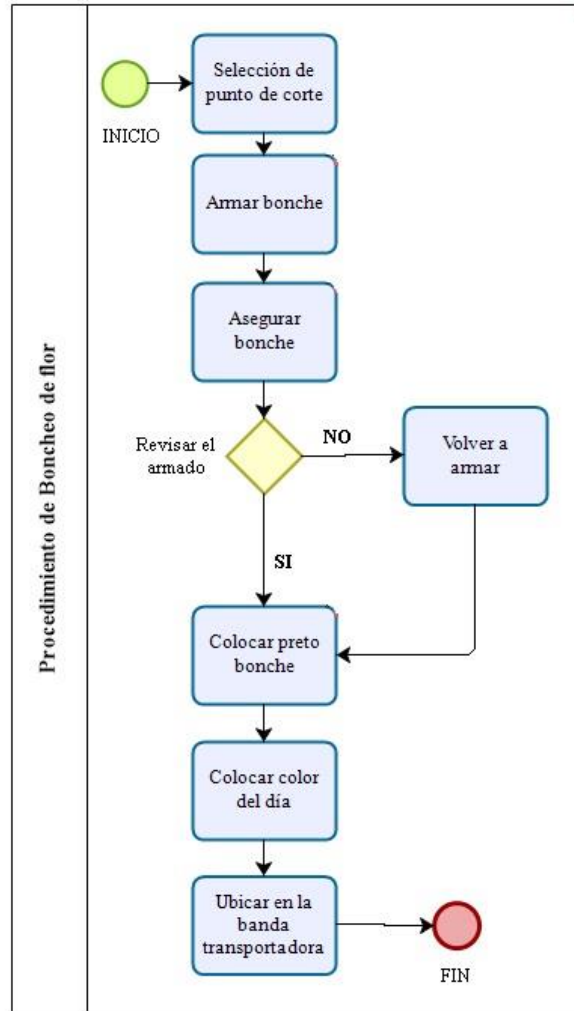 Procedimiento de Boncheo de flor
INICIO
Selección de
punto de corte
Armar bonche
Asegurar
bonche
Revisar el
armado
NO
Volver a
armar
SI
Colocar preto
bonche
Colocar color
del día
Ubicar en la
banda
transportadora
FIN